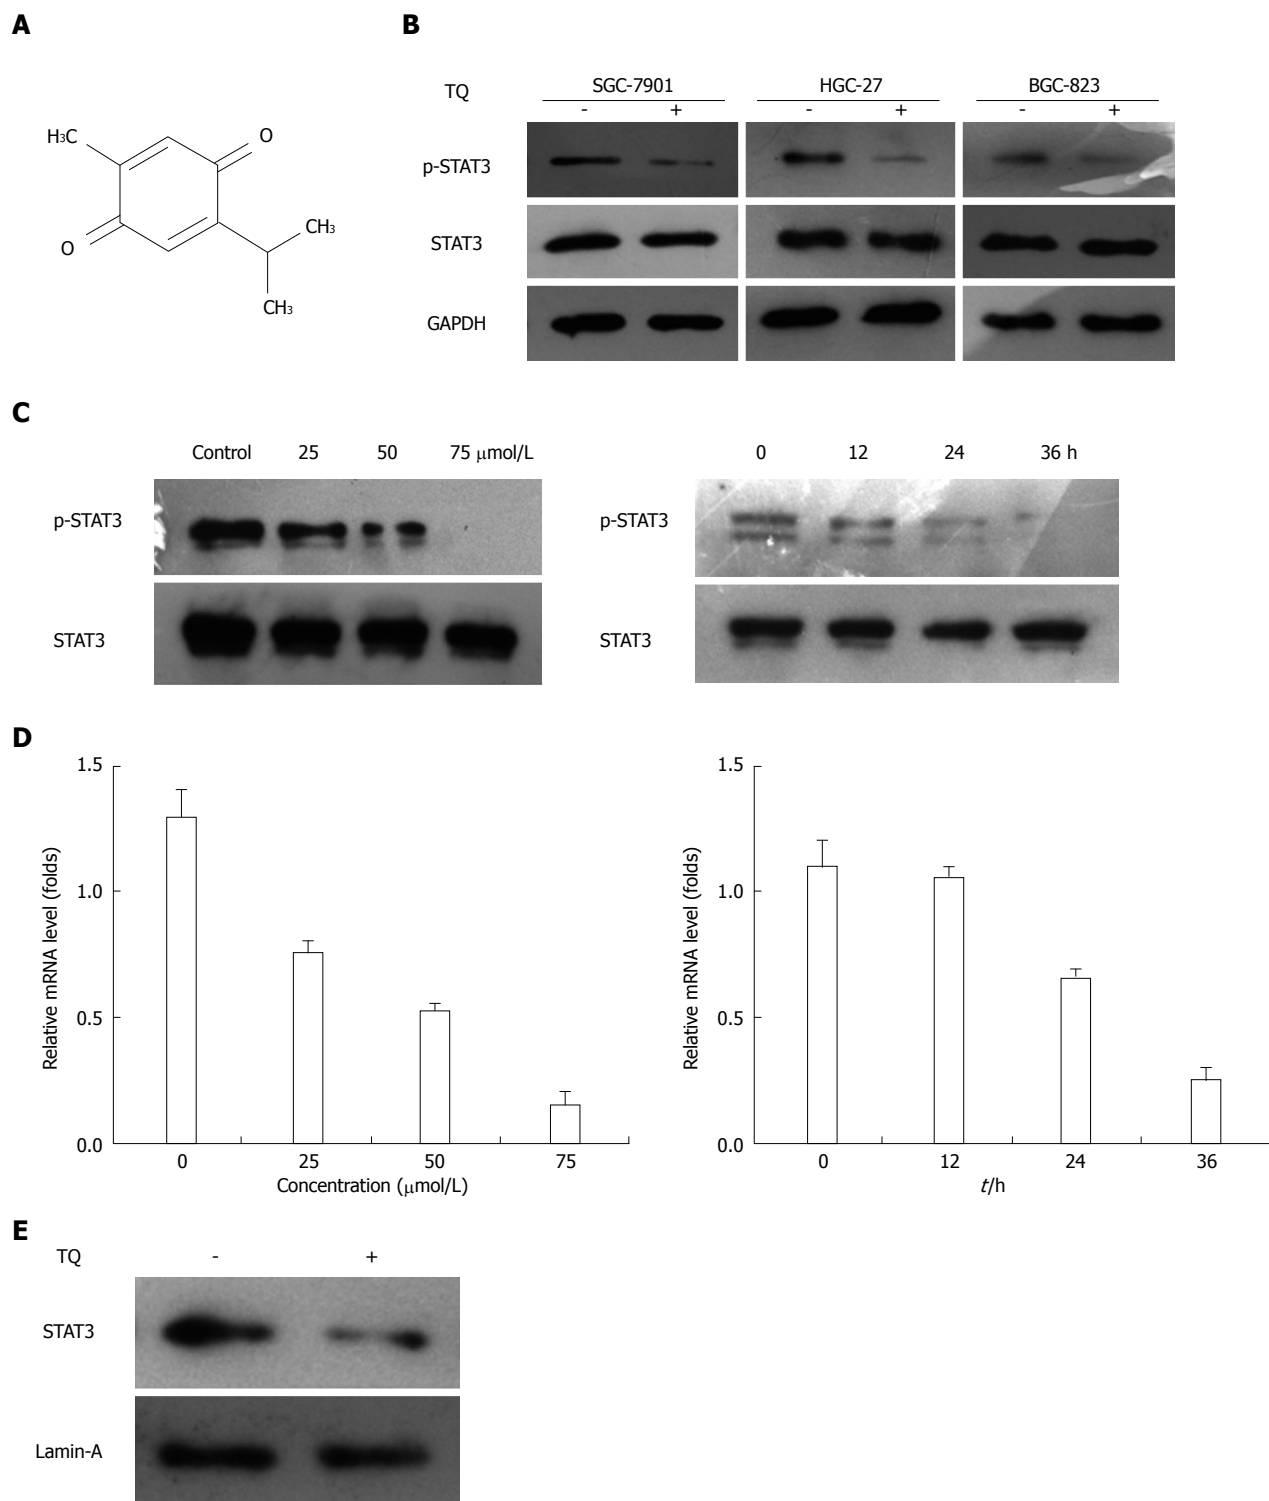 A
H₃C
O
O
CH₃
CH₃
B
TQ
SGC-7901 HGC-27 BGC-823
- + - + - +
p-STAT3
STAT3
GAPDH
C
Control 25 50 75 μmol/L
p-STAT3
STAT3
0 12 24 36 h
p-STAT3
STAT3
D
Relative mRNA level (folds)
1.5
1.0
0.5
0.0
0 25 50 75
Concentration (μmol/L)
Relative mRNA level (folds)
1.5
1.0
0.5
0.0
0 12 24 36
t/h
E
TQ - +
STAT3
Lamin-A